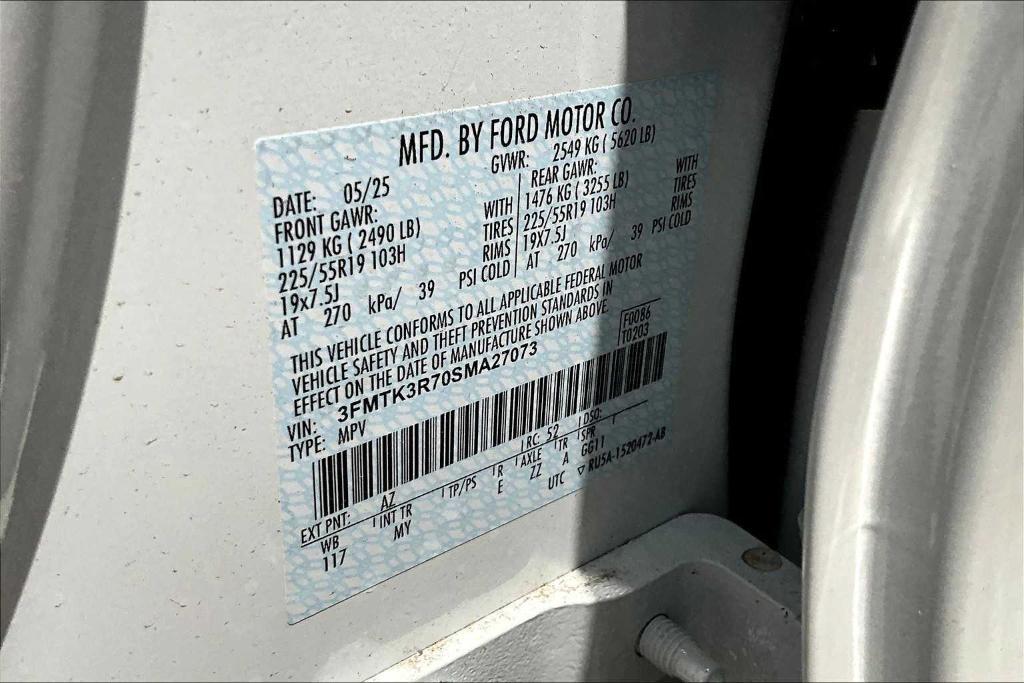 MFD. BY FORD MOTOR CO.
DATE: 05/25
GVWR: 2549 KG ( 5620 LB)
FRONT GAWR:
1129 KG ( 2490 LB)
WITH
225/55R19 103H
TIRES
19x7.5J
RIMS
AT 270 kPa/ 39 PSI COLD
REAR GAWR:
1476 KG ( 3255 LB)
WITH
225/55R19 103H
TIRES
19X7.5J
RIMS
AT 270 kPa/ 39 PSI COLD
THIS VEHICLE CONFORMS TO ALL APPLICABLE FEDERAL MOTOR
VEHICLE SAFETY AND THEFT PREVENTION STANDARDS IN
EFFECT ON THE DATE OF MANUFACTURE SHOWN ABOVE.
VIN: 3FMTK3R70SMA27073
TYPE: MPV
F0086
T0203
EXT PNT: AZ RC: 52 DSO:
WB INT TR TP/PS R AXLE TR SPR
117 MY E ZZ A GG11
UTC ▽ RU5A-1520472-AB